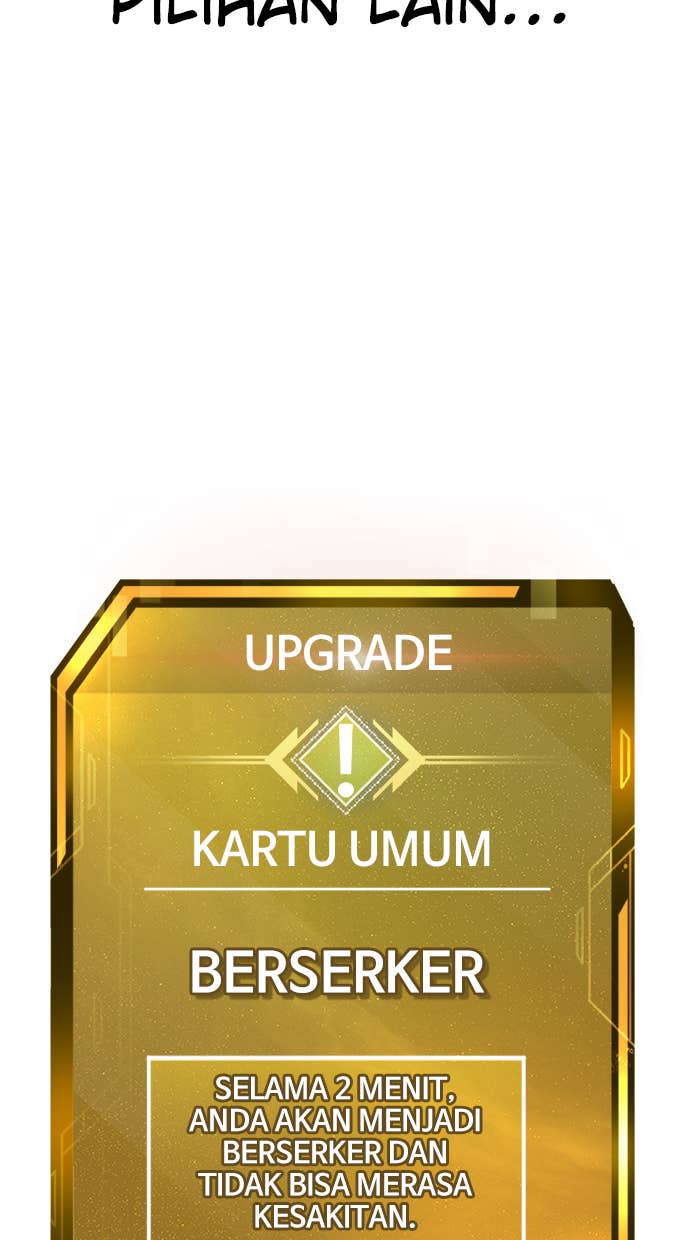 PILIHAN LAIN...
UPGRADE
!
KARTU UMUM
BERSERKER
SELAMA 2 MENIT,
ANDA AKAN MENJADI
BERSERKER DAN
TIDAK BISA MERASA
KESAKITAN.